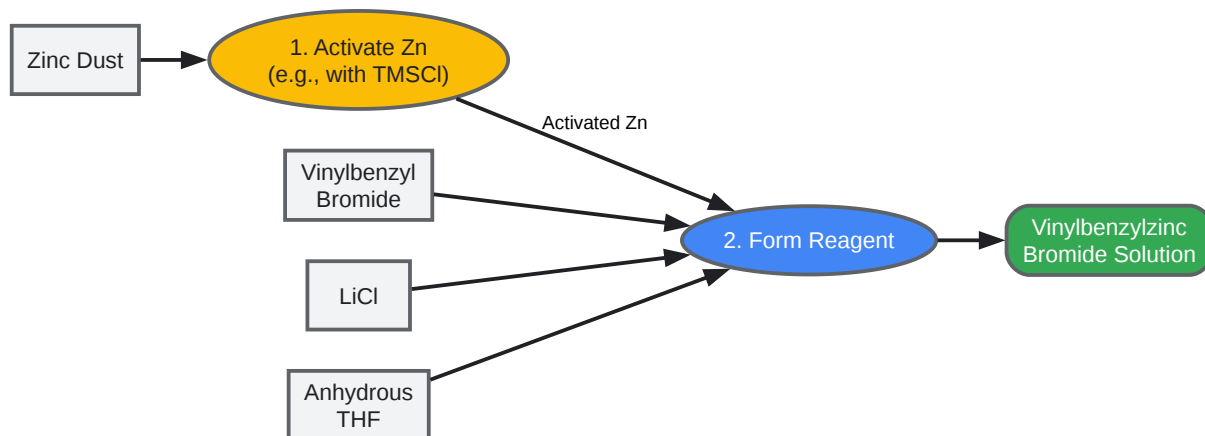 Zinc Dust
1. Activate Zn
(e.g., with TMSCl)
Activated Zn
Vinylbenzyl
Bromide
2. Form Reagent
Vinylbenzylzinc
Bromide Solution
LiCl
Anhydrous
THF